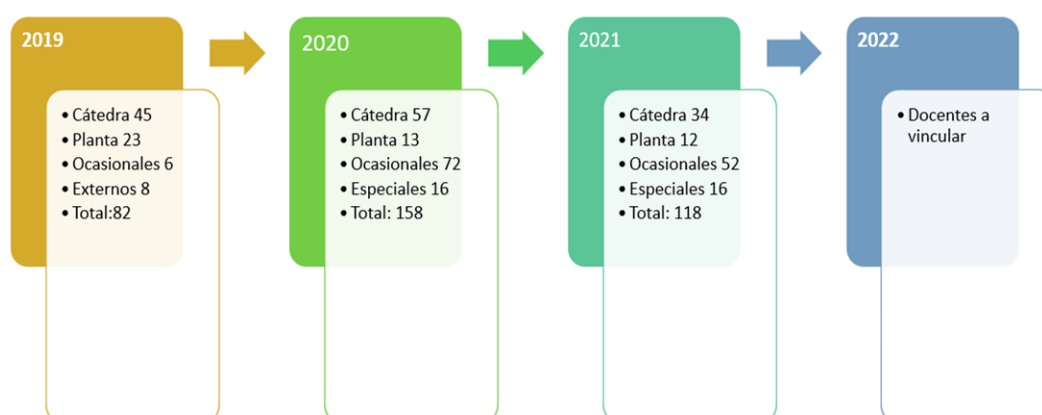 2019
• Cátedra 45
• Planta 23
• Ocasionales 6
• Externos 8
• Total:82
2020
• Cátedra 57
• Planta 13
• Ocasionales 72
• Especiales 16
• Total: 158
2021
• Cátedra 34
• Planta 12
• Ocasionales 52
• Especiales 16
• Total: 118
2022
• Docentes a
vincular